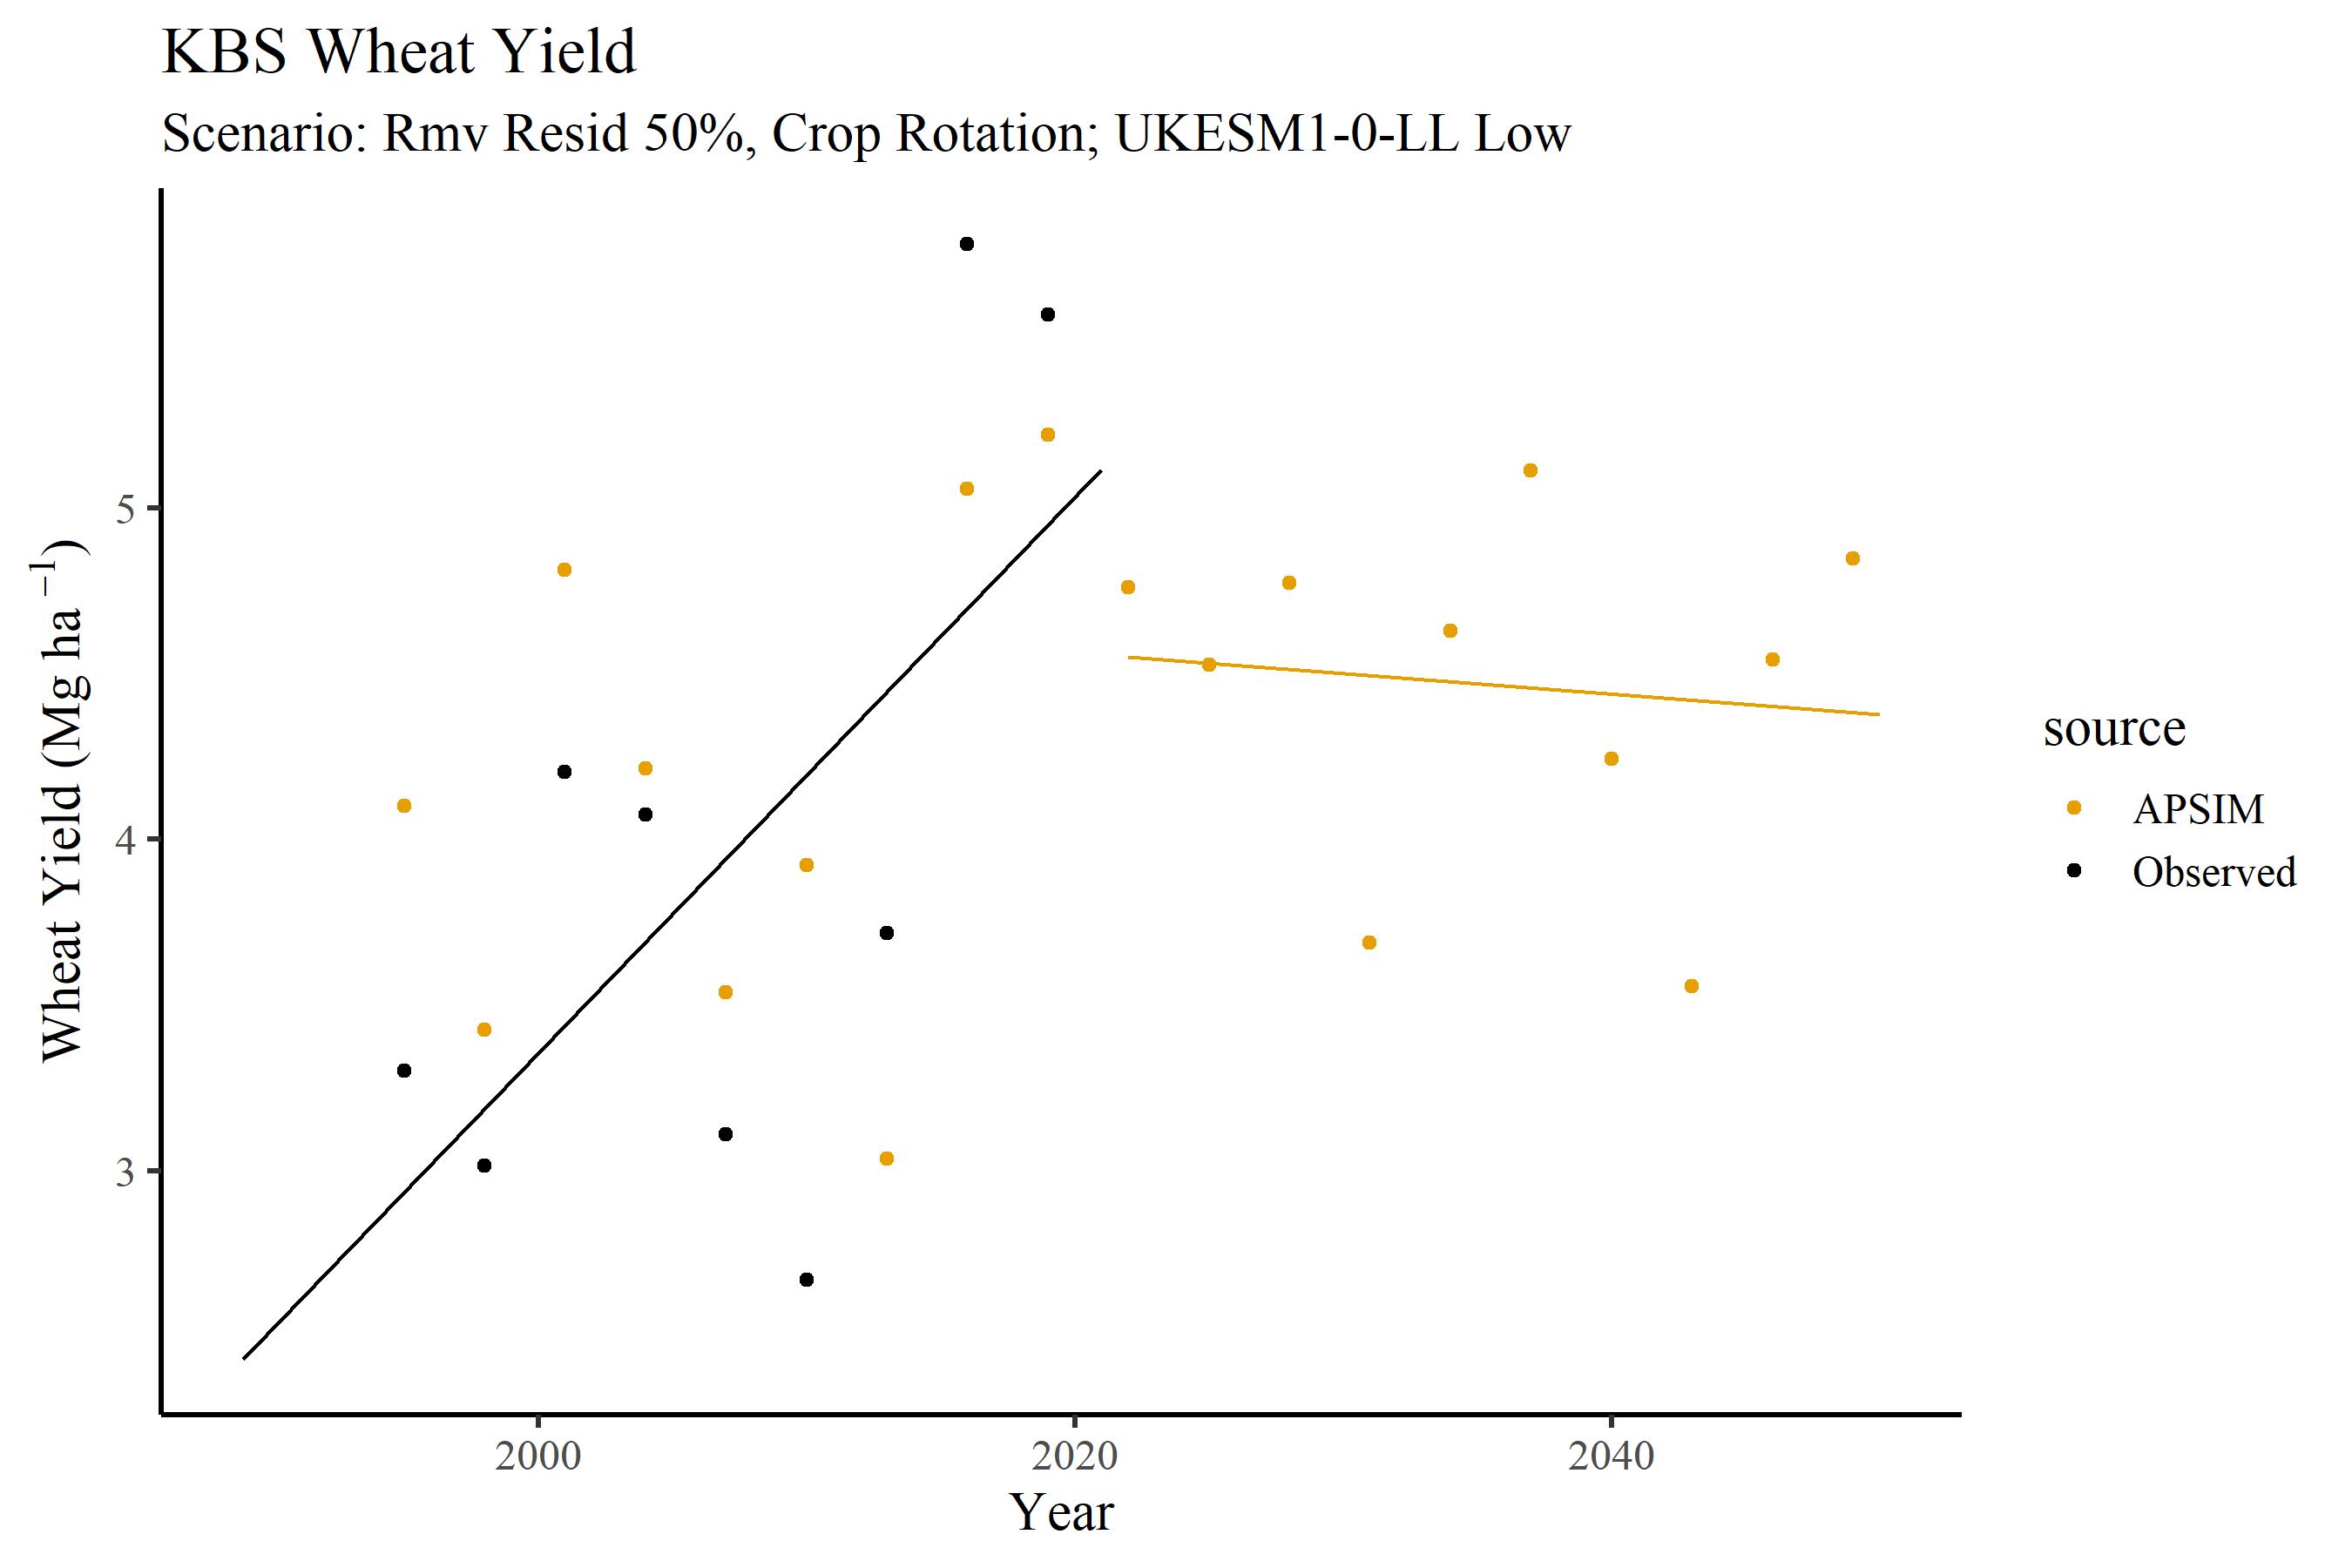 KBS Wheat Yield
Scenario: Rmv Resid 50%, Crop Rotation; UKESM1-0-LL Low
Wheat Yield (Mg ha⁻¹)
5
4
3
2000
2020
2040
Year
source
APSIM
Observed